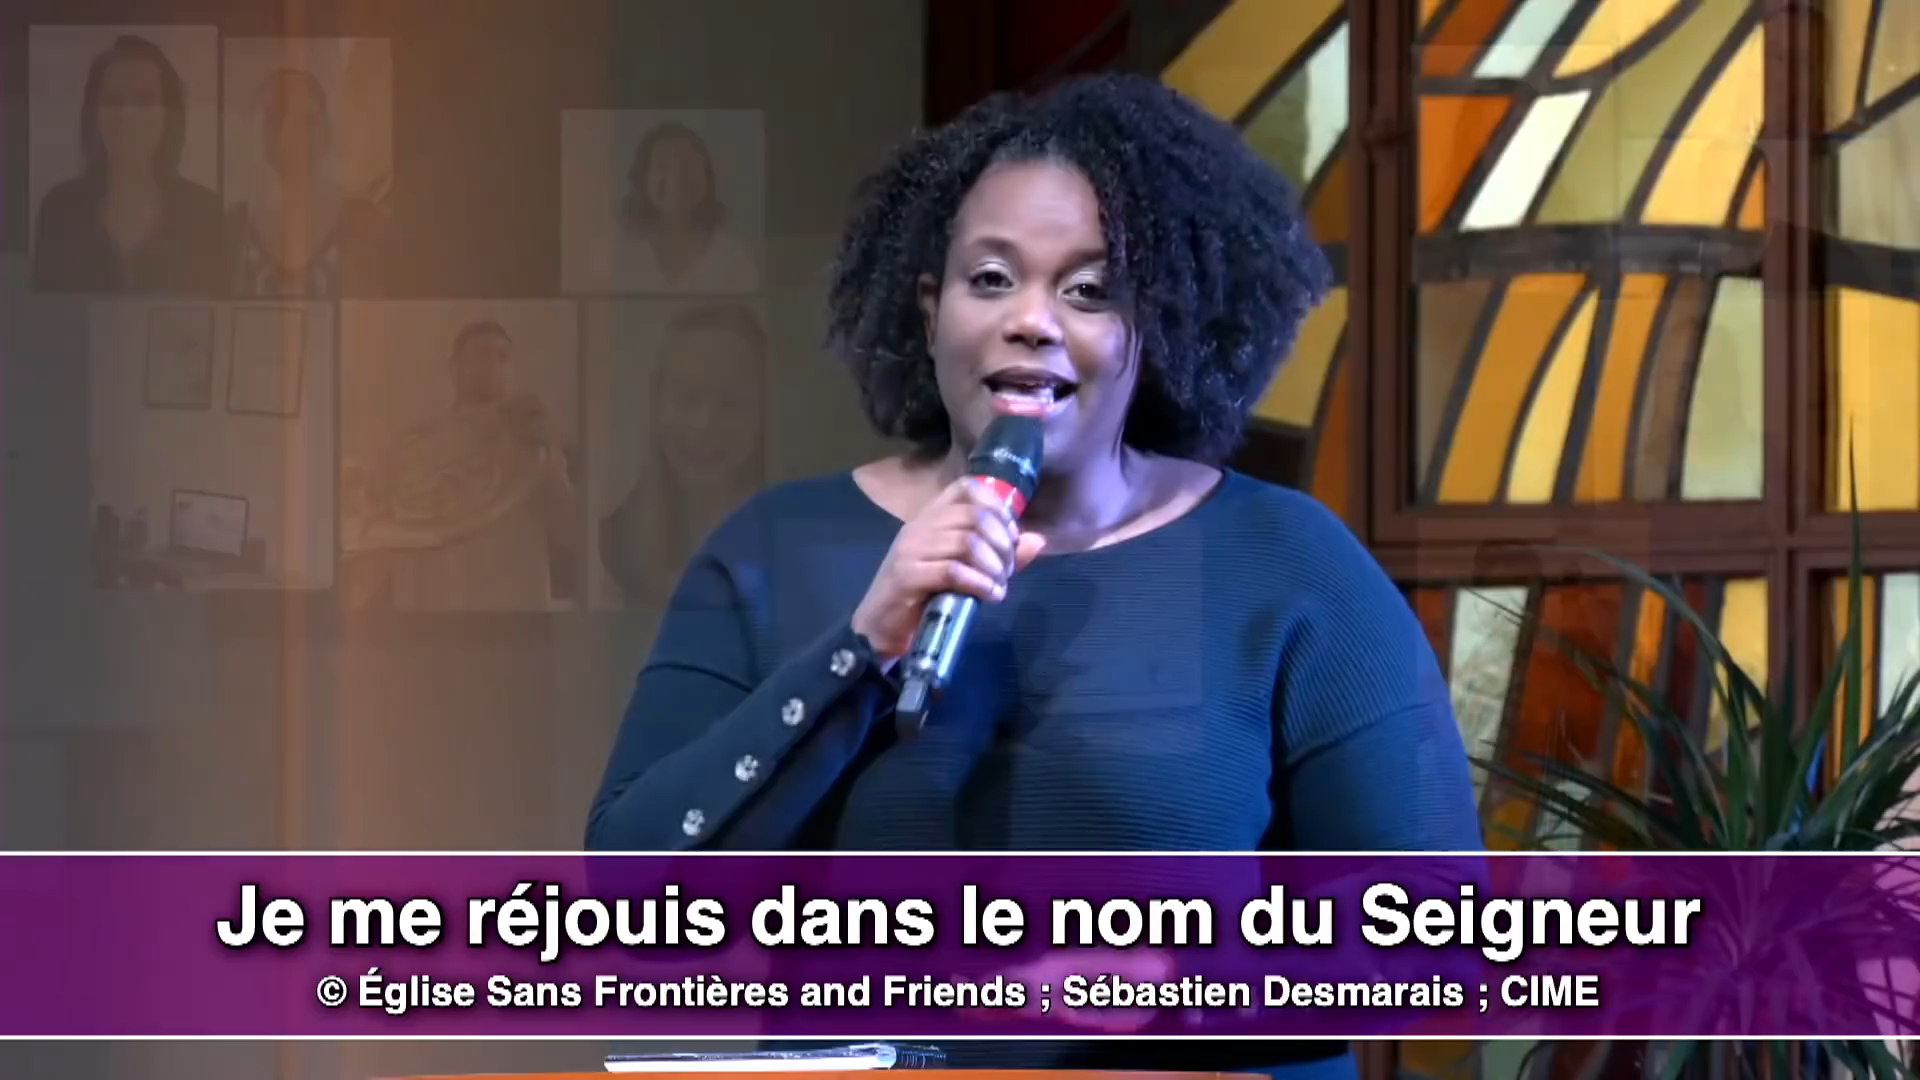 Je me réjouis dans le nom du Seigneur
© Église Sans Frontières and Friends ; Sébastien Desmarais ; CIME